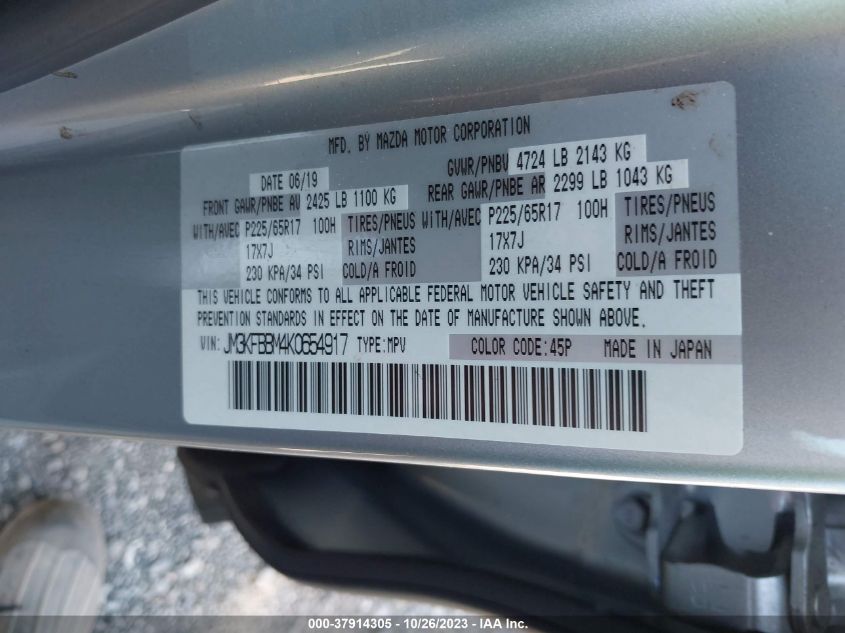 MFD. BY MAZDA MOTOR CORPORATION
DATE 06/19 GVWR/PNBV 4724 LB 2143 KG
FRONT GAWR/PNBE AV 2425 LB 1100 KG REAR GAWR/PNBE AR 2299 LB 1043 KG
WITH/AVEC P225/65R17 100H TIRES/PNEUS WITH/AVEC P225/65R17 100H TIRES/PNEUS
17X7J RIMS/JANTES 17X7J RIMS/JANTES
230 KPA/34 PSI COLD/A FROID 230 KPA/34 PSI COLD/A FROID
THIS VEHICLE CONFORMS TO ALL APPLICABLE FEDERAL MOTOR VEHICLE SAFETY AND THEFT
PREVENTION STANDARDS IN EFFECT ON THE DATE OF MANUFACTURE SHOWN ABOVE.
VIN: JM3KFBBM4K0654917 TYPE:MPV COLOR CODE:45P MADE IN JAPAN
000-37914305 - 10/26/2023 - IAA Inc.